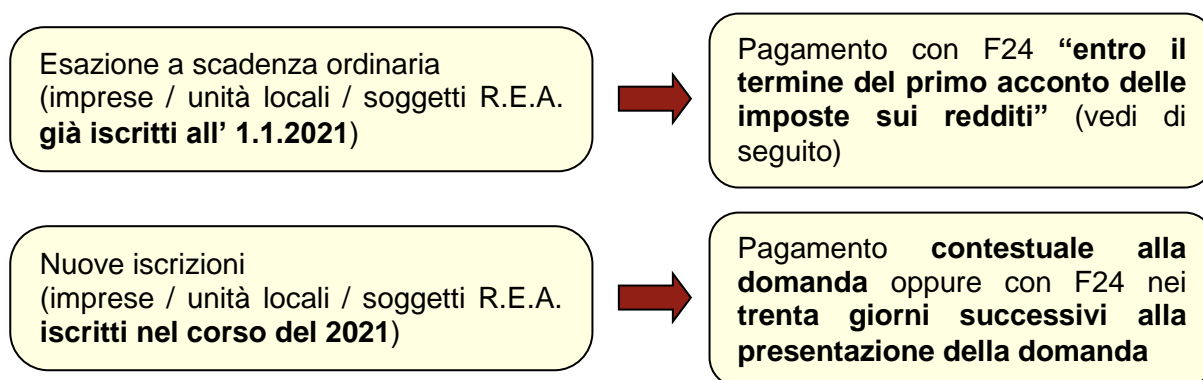 Esazione a scadenza ordinaria
(imprese / unità locali / soggetti R.E.A.
già iscritti all’ 1.1.2021)
Pagamento con F24 “entro il
termine del primo acconto delle
imposte sui redditi” (vedi di
seguito)
Nuove iscrizioni
(imprese / unità locali / soggetti R.E.A.
iscritti nel corso del 2021)
Pagamento contestuale alla
domanda oppure con F24 nei
trenta giorni successivi alla
presentazione della domanda